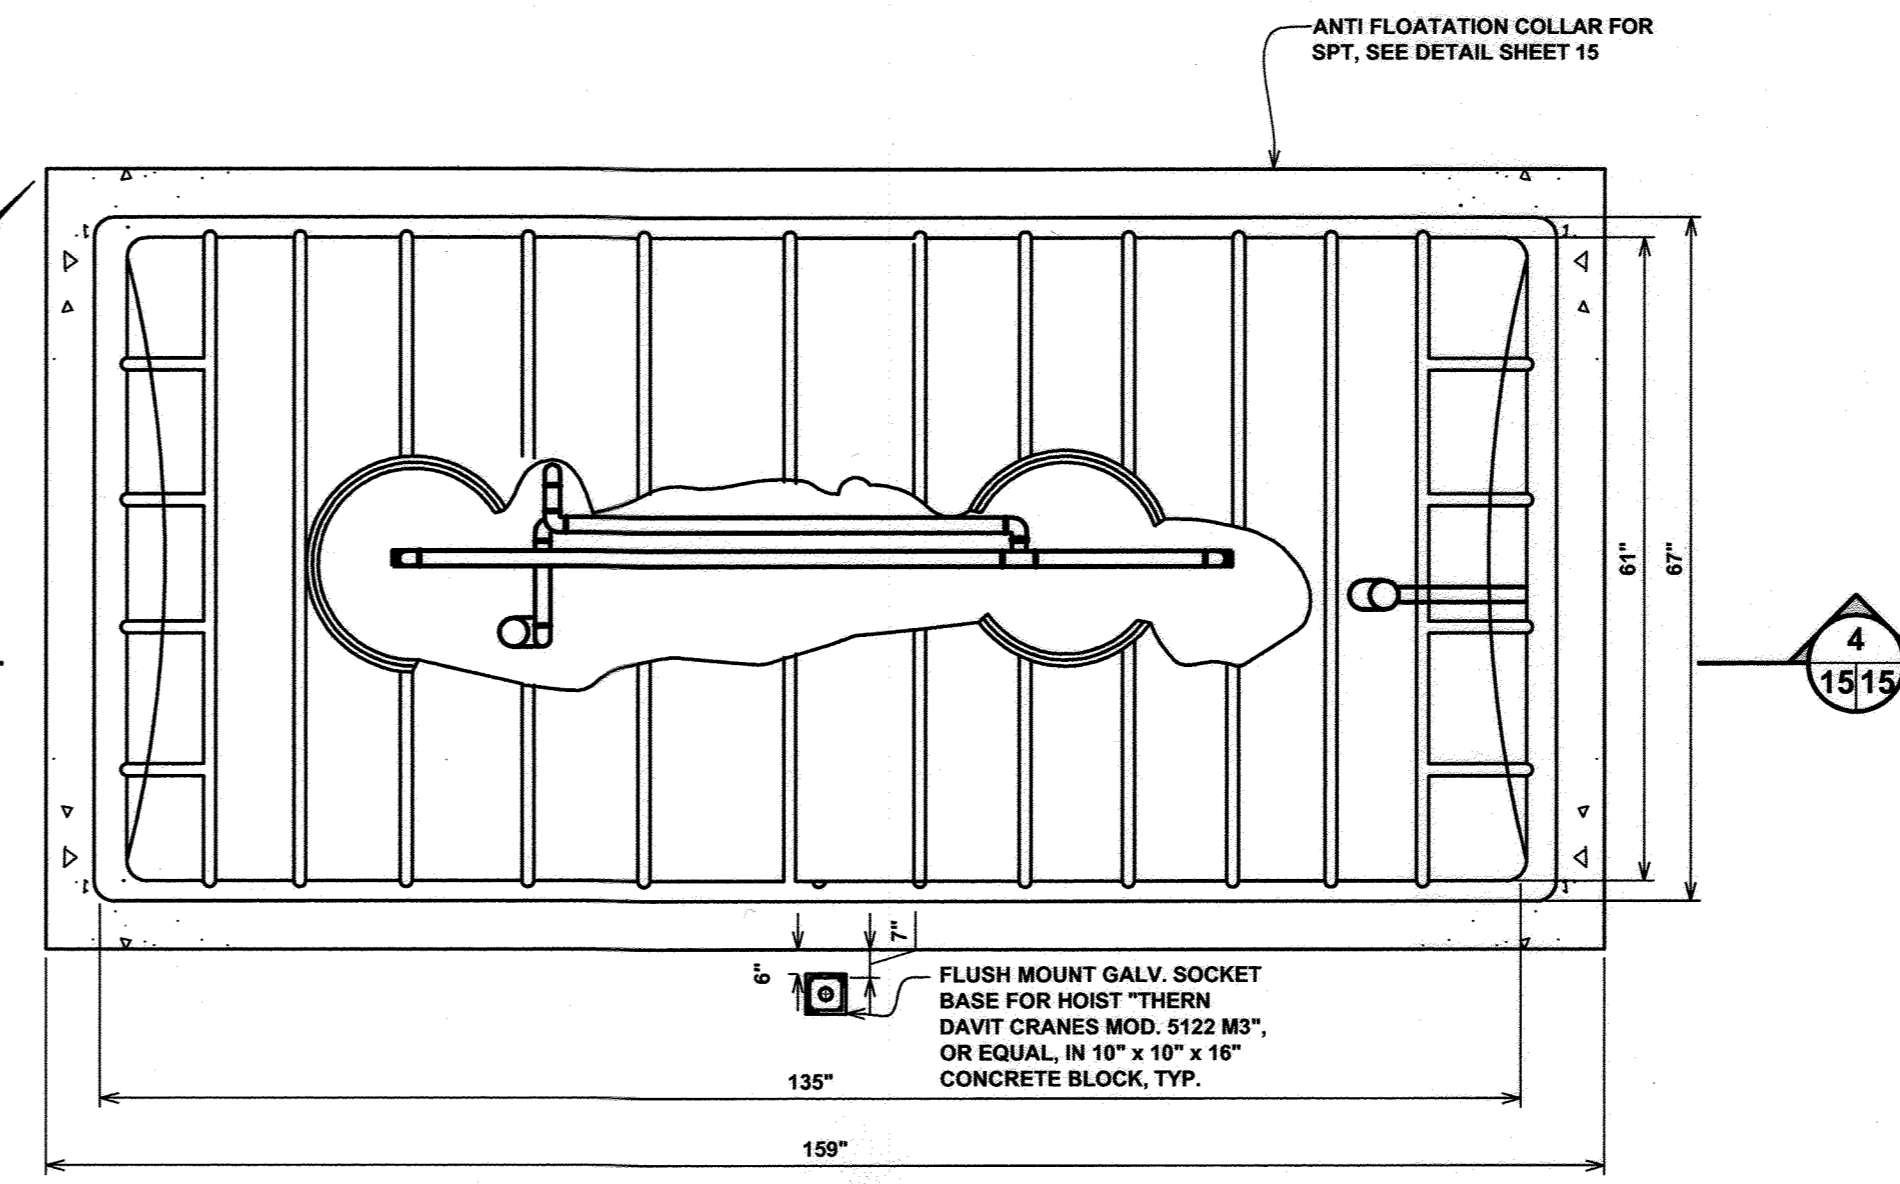 ANTI FLOATATION COLLAR FOR
SPT, SEE DETAIL SHEET 15
61"
67"
4
15 15
7"
6"
FLUSH MOUNT GALV. SOCKET
BASE FOR HOIST "THERN
DAVIT CRANES MOD. 5122 M3",
OR EQUAL, IN 10" x 10" x 16"
CONCRETE BLOCK, TYP.
135"
159"